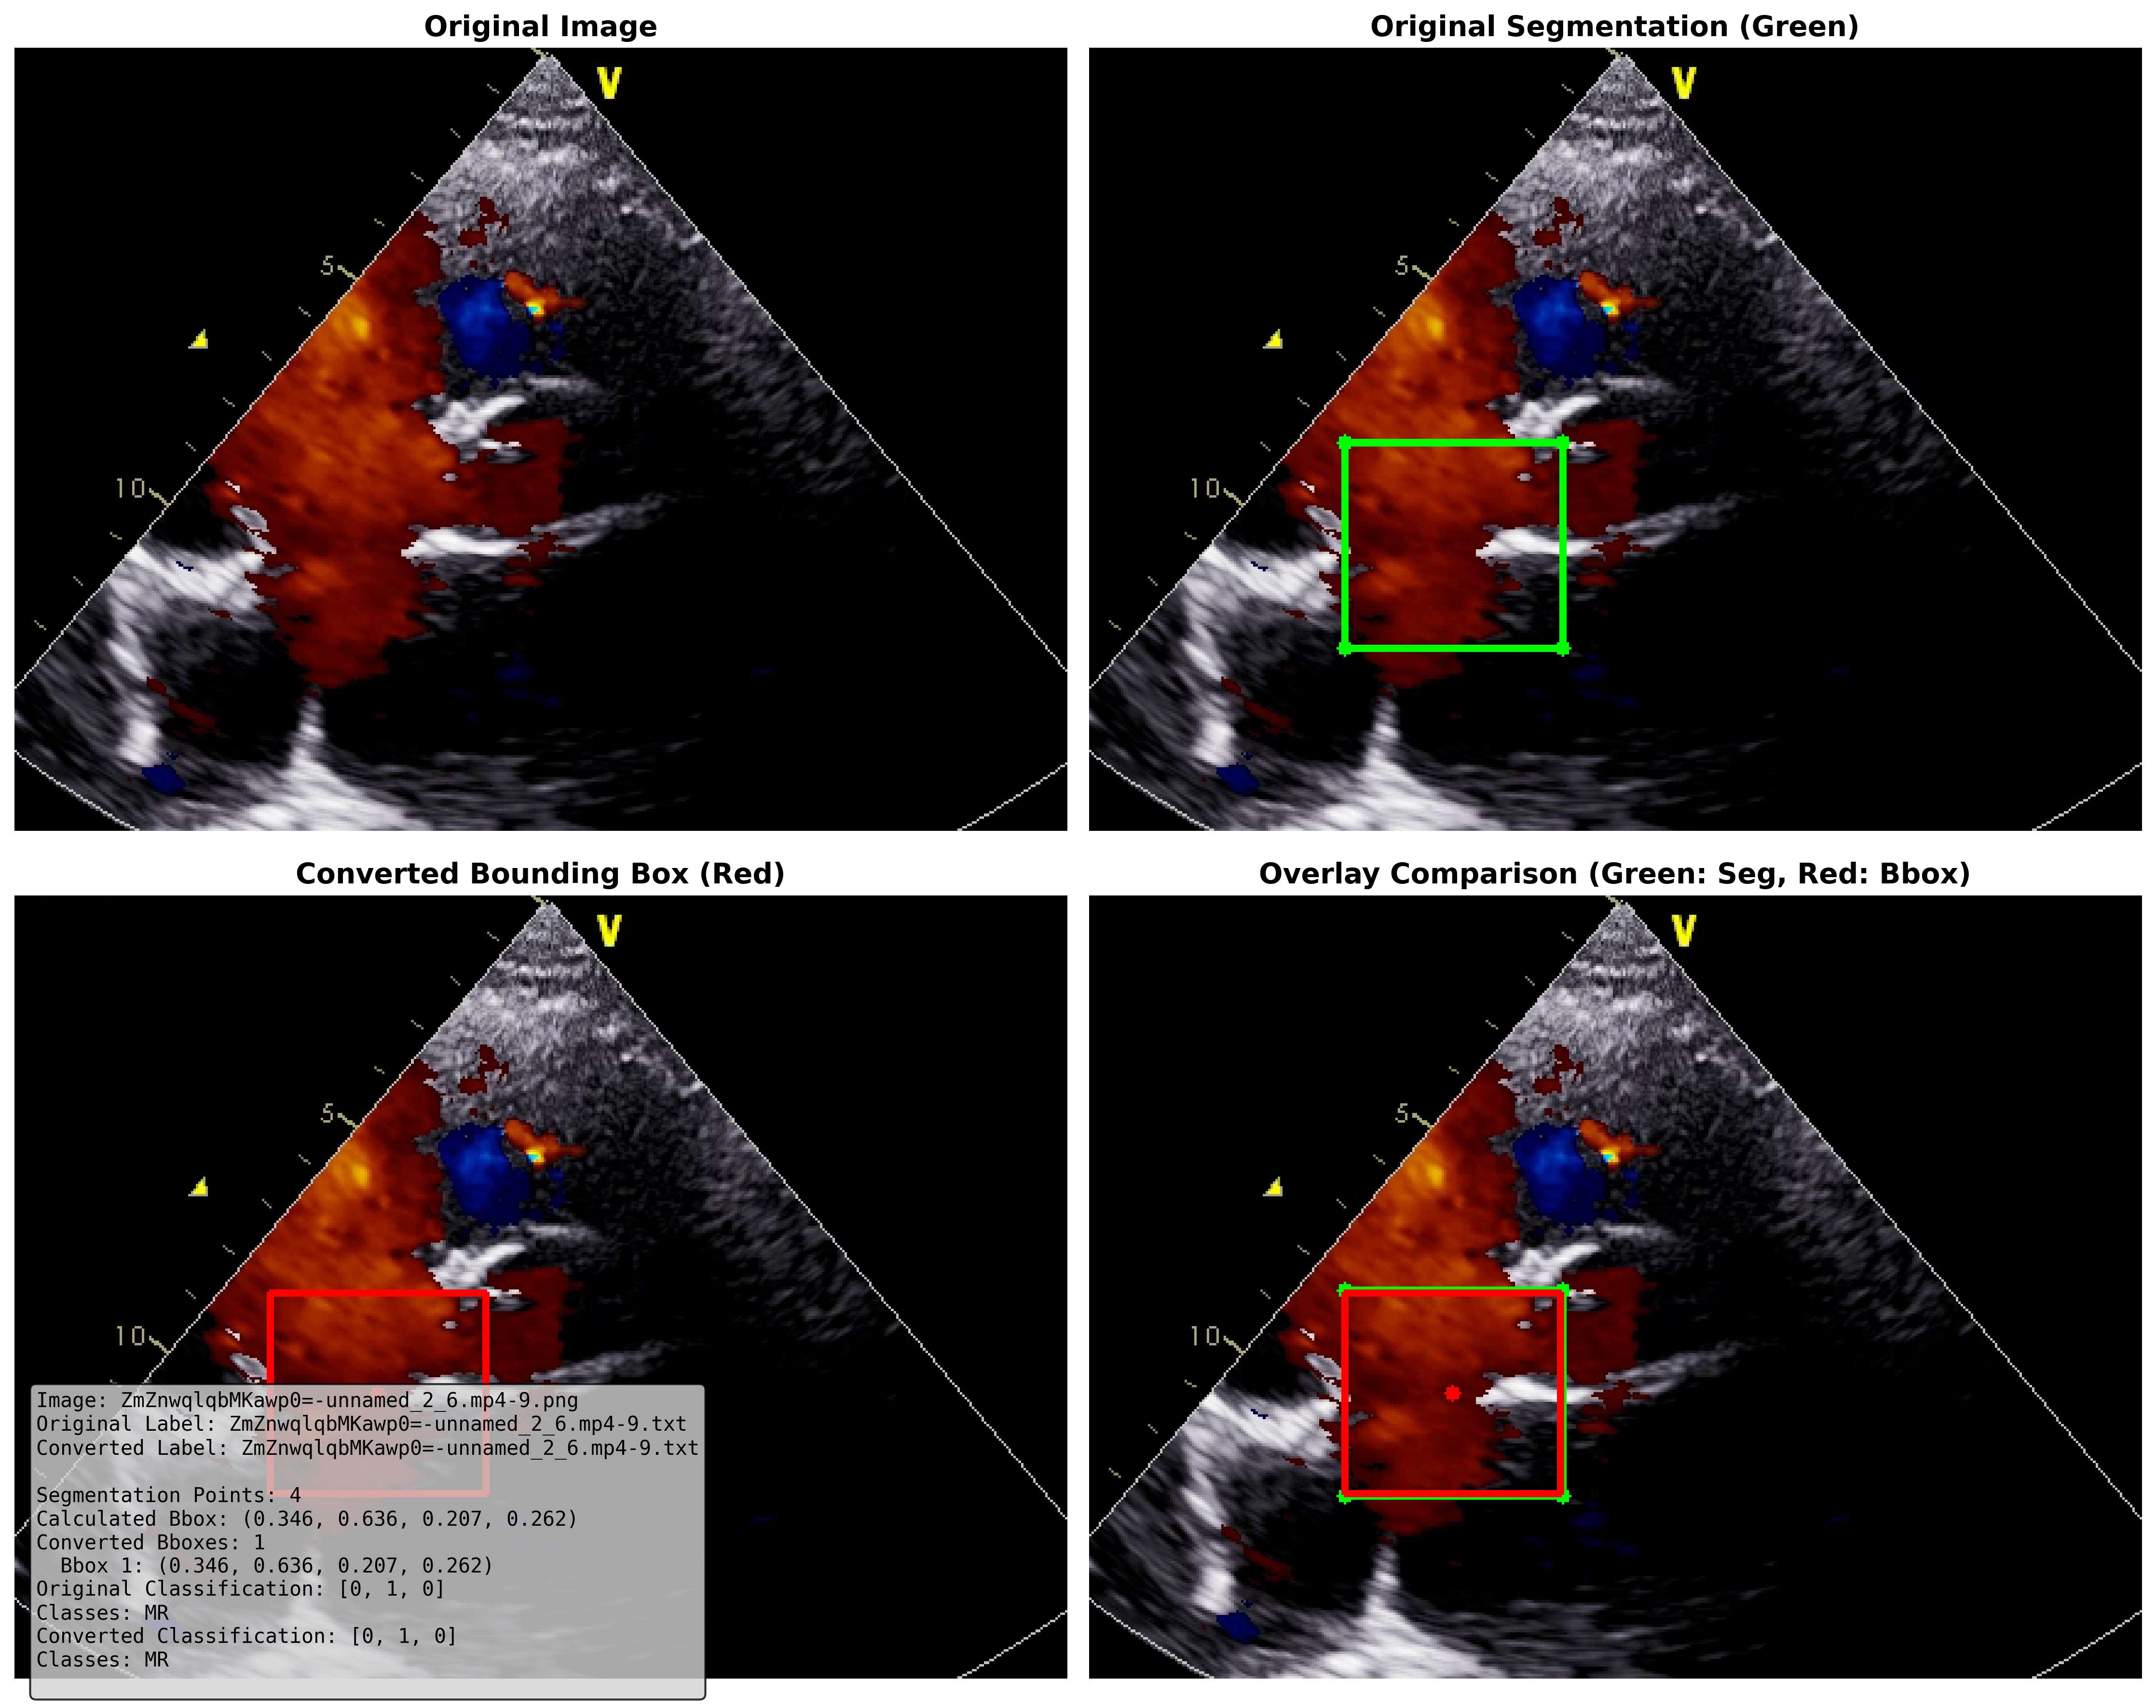 Original Image
Original Segmentation (Green)
V
5
10
V
5
10
Converted Bounding Box (Red)
Overlay Comparison (Green: Seg, Red: Bbox)
V
5
10
V
5
10
Image: ZmZnwqlqbMKawp0=-unnamed_2_6.mp4-9.png
Original Label: ZmZnwqlqbMKawp0=-unnamed_2_6.mp4-9.txt
Converted Label: ZmZnwqlqbMKawp0=-unnamed_2_6.mp4-9.txt
Segmentation Points: 4
Calculated Bbox: (0.346, 0.636, 0.207, 0.262)
Converted Bboxes: 1
Bbox 1: (0.346, 0.636, 0.207, 0.262)
Original Classification: [0, 1, 0]
Classes: MR
Converted Classification: [0, 1, 0]
Classes: MR